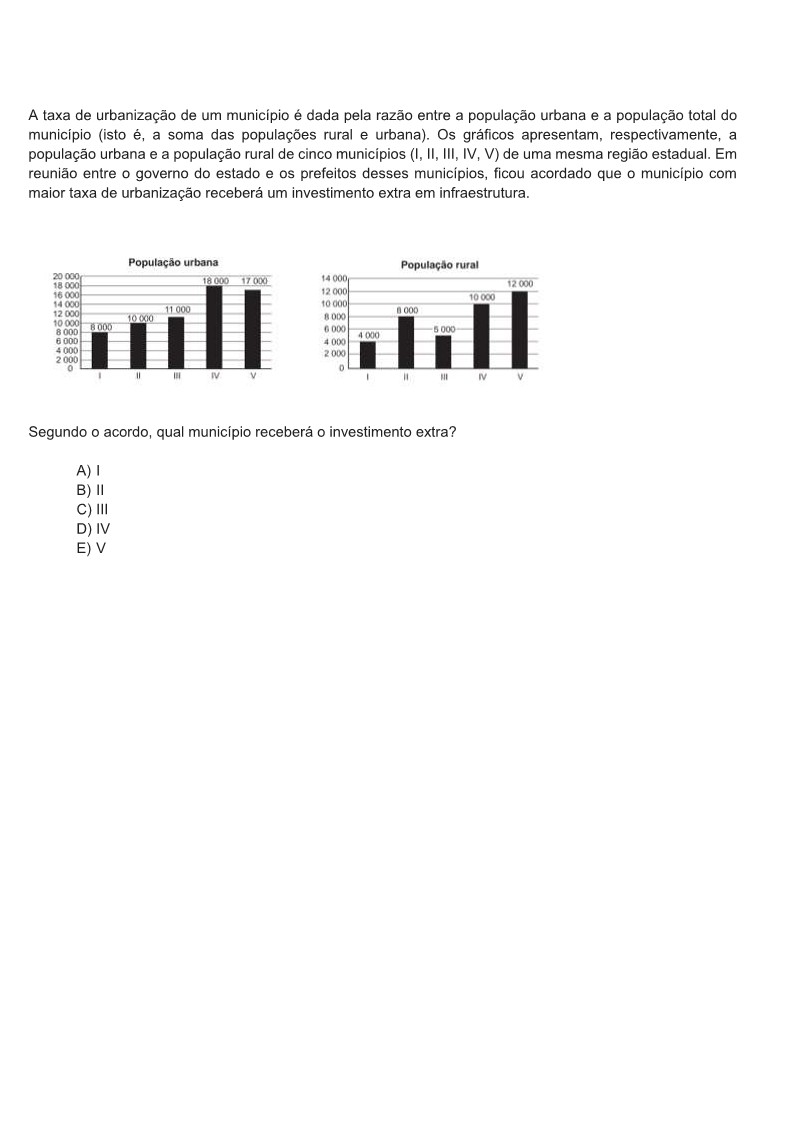 A taxa de urbanização de um município é dada pela razão entre a população urbana e a população total do
município (isto é, a soma das populações rural e urbana). Os gráficos apresentam, respectivamente, a
população urbana e a população rural de cinco municípios (I, II, III, IV, V) de uma mesma região estadual. Em
reunião entre o governo do estado e os prefeitos desses municípios, ficou acordado que o município com
maior taxa de urbanização receberá um investimento extra em infraestrutura.
População urbana
20 000
18 000
16 000
14 000
12 000
10 000
8 000
6 000
4 000
2 000
0
8 000
10 000
11 000
18 000
17 000
I II III IV V
População rural
14 000
12 000
10 000
8 000
6 000
4 000
2 000
0
4 000
8 000
5 000
10 000
12 000
I II III IV V
Segundo o acordo, qual município receberá o investimento extra?
A) I
B) II
C) III
D) IV
E) V